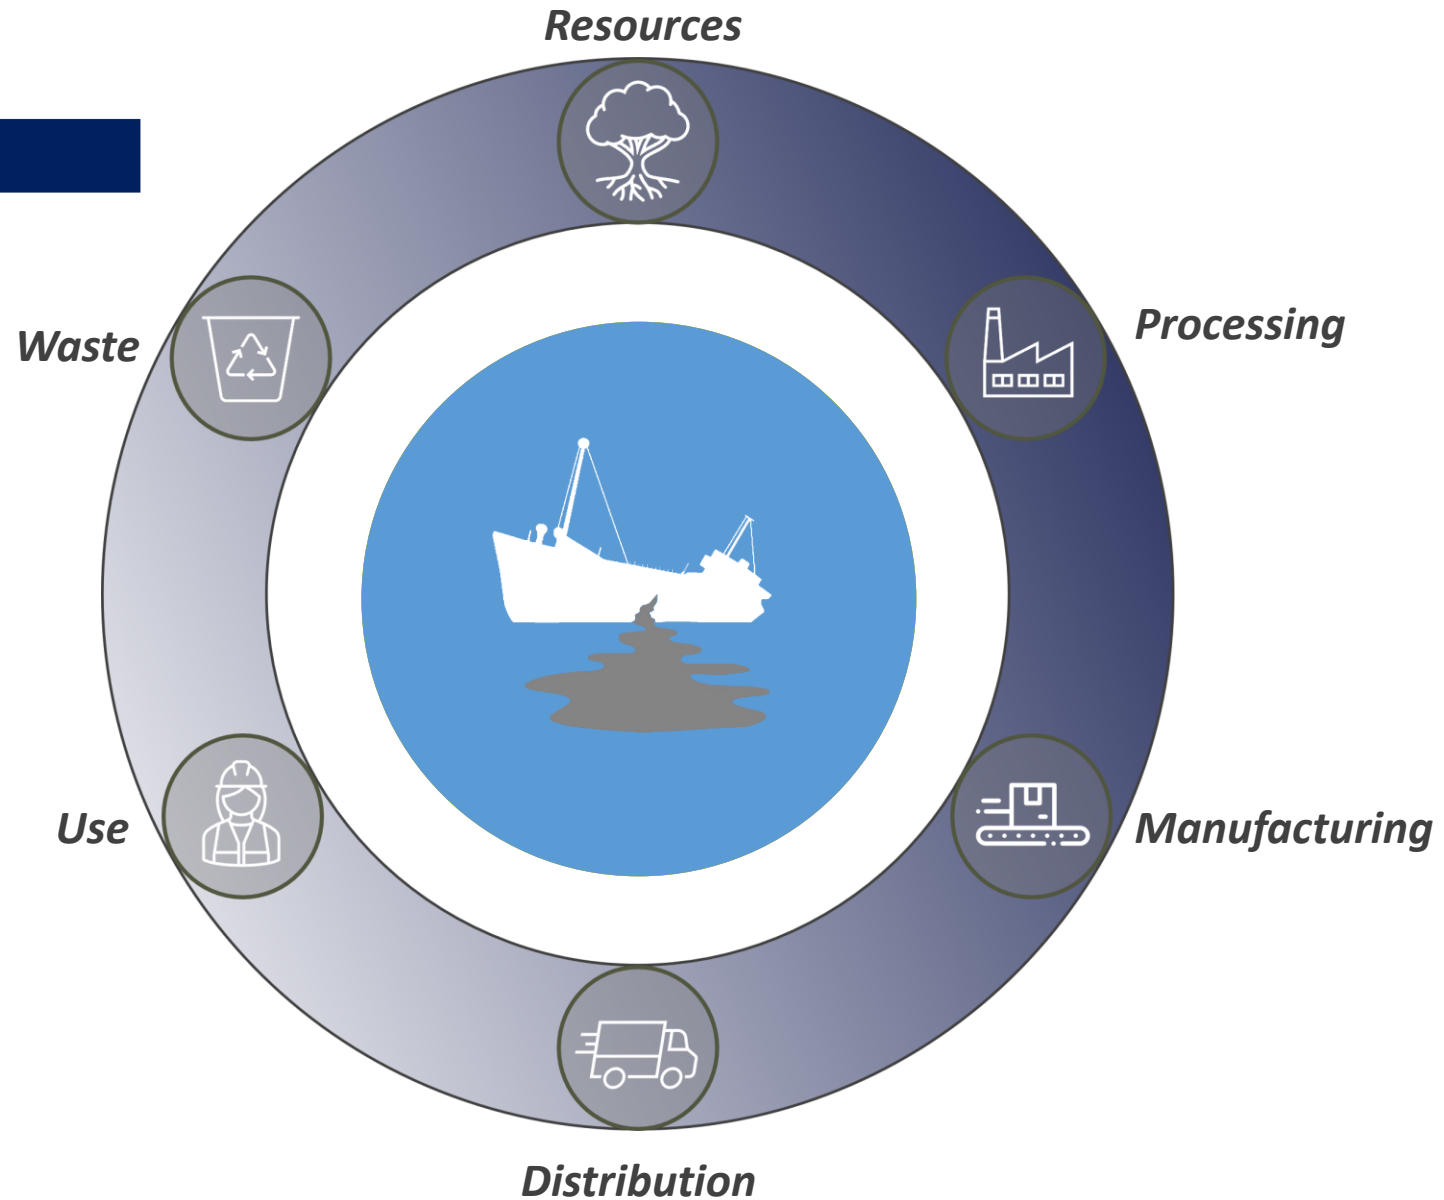 Resources
Processing
Waste
Use
Manufacturing
Distribution